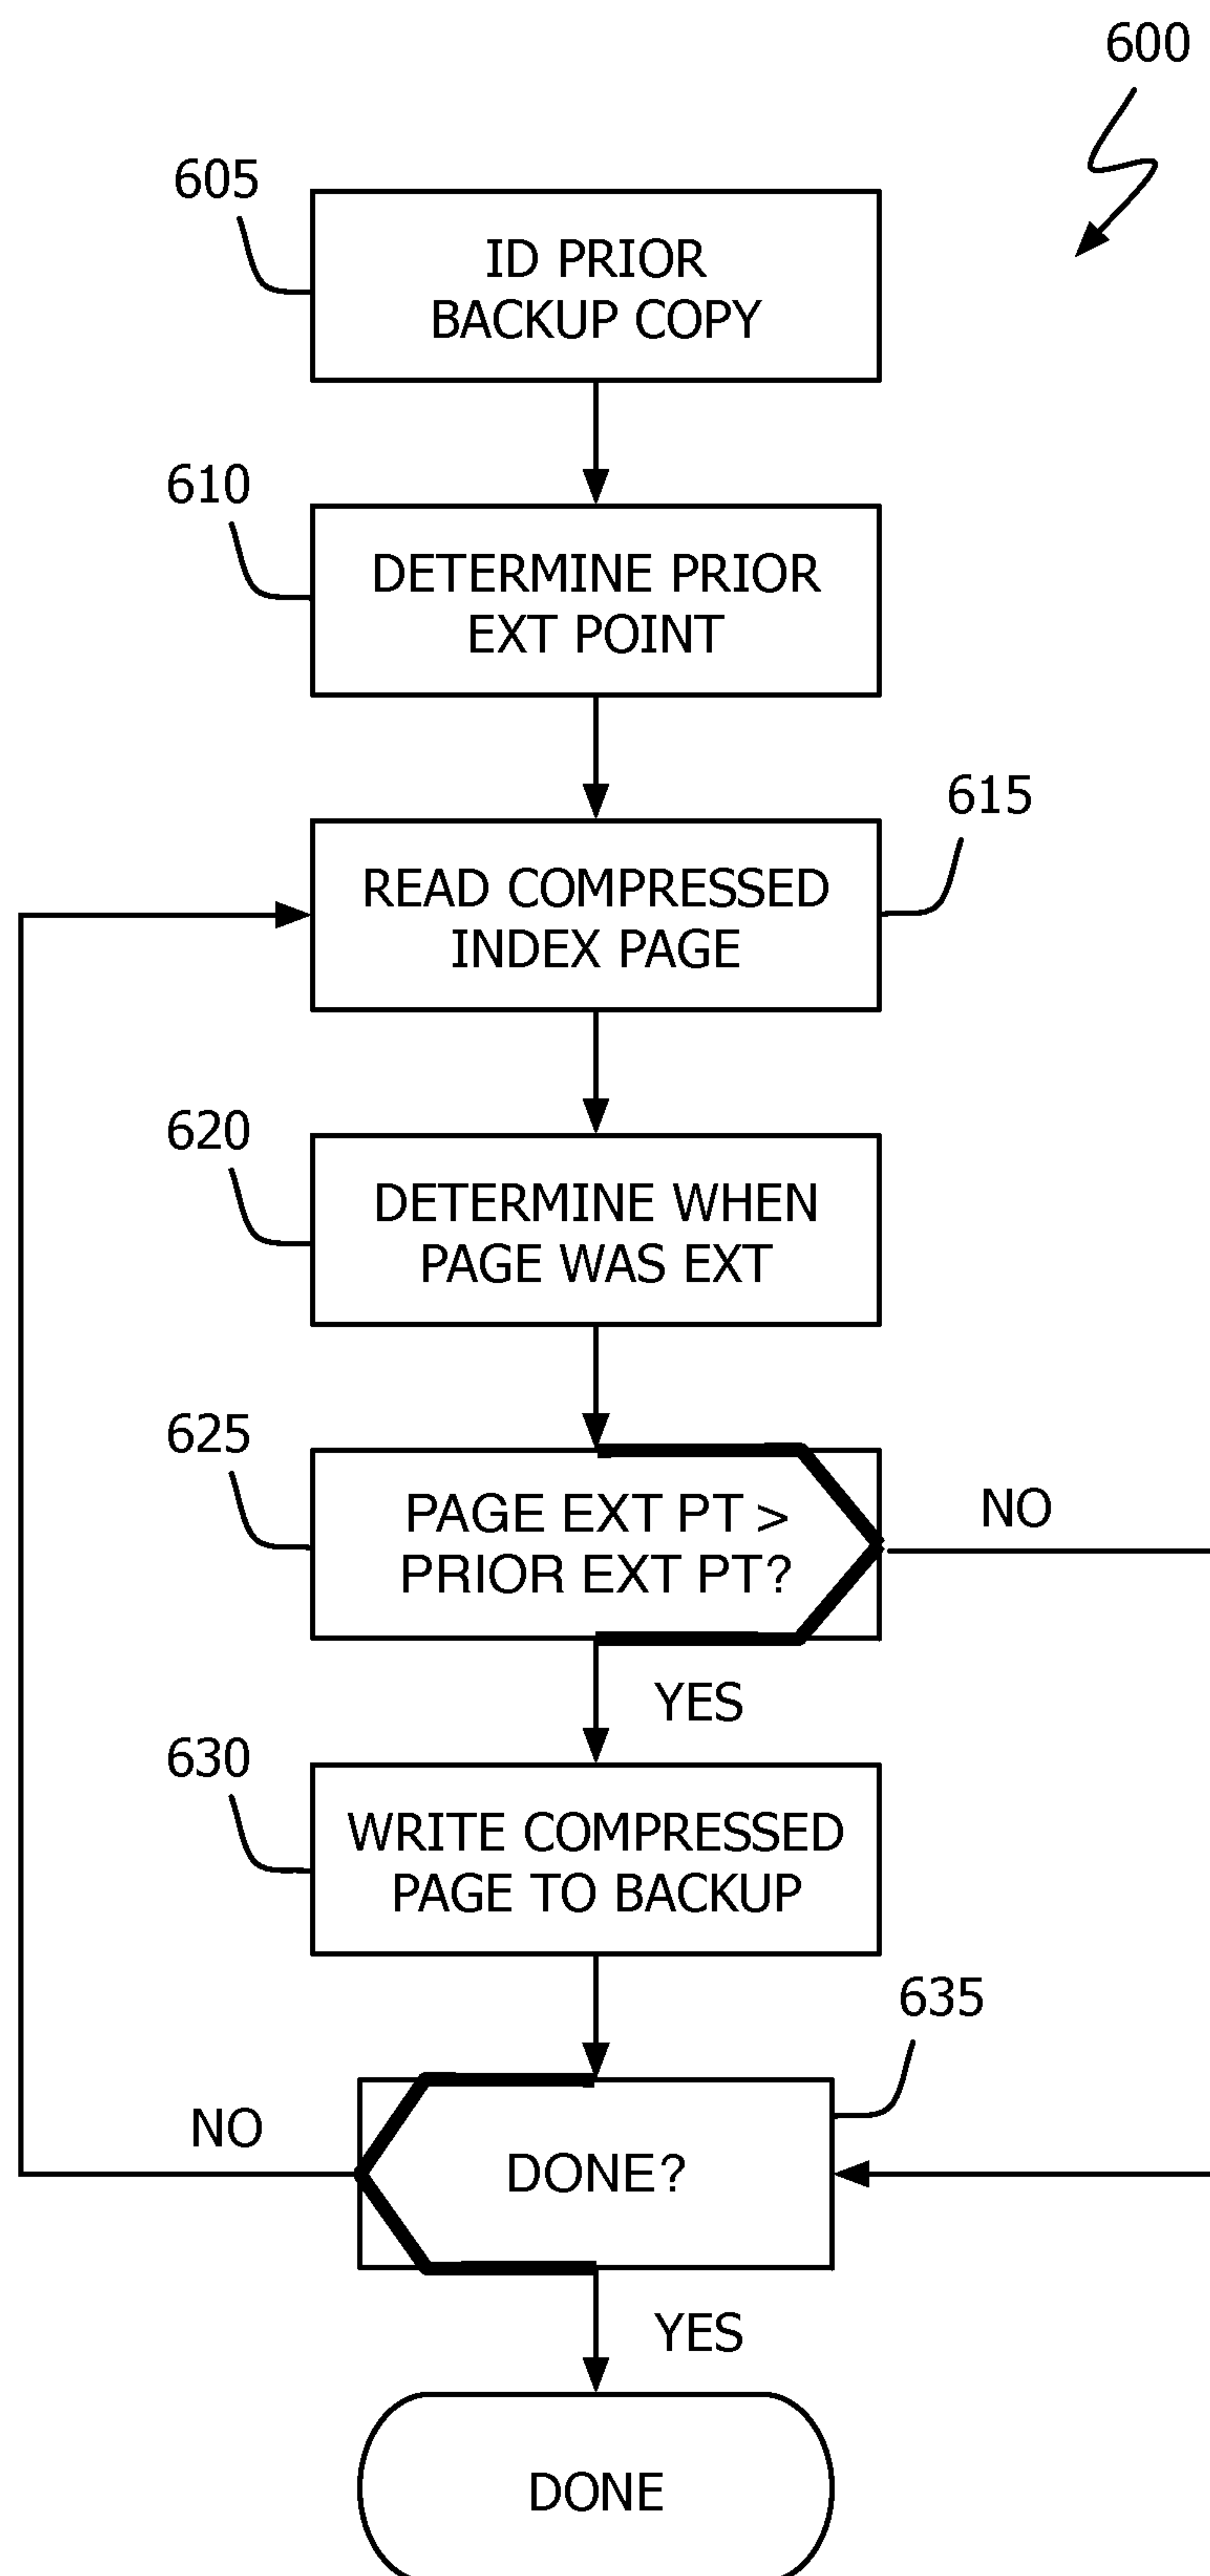 600
605
ID PRIOR
BACKUP COPY
610
DETERMINE PRIOR
EXT POINT
615
READ COMPRESSED
INDEX PAGE
620
DETERMINE WHEN
PAGE WAS EXT
625
PAGE EXT PT >
PRIOR EXT PT?
NO
YES
630
WRITE COMPRESSED
PAGE TO BACKUP
635
NO
DONE?
YES
DONE